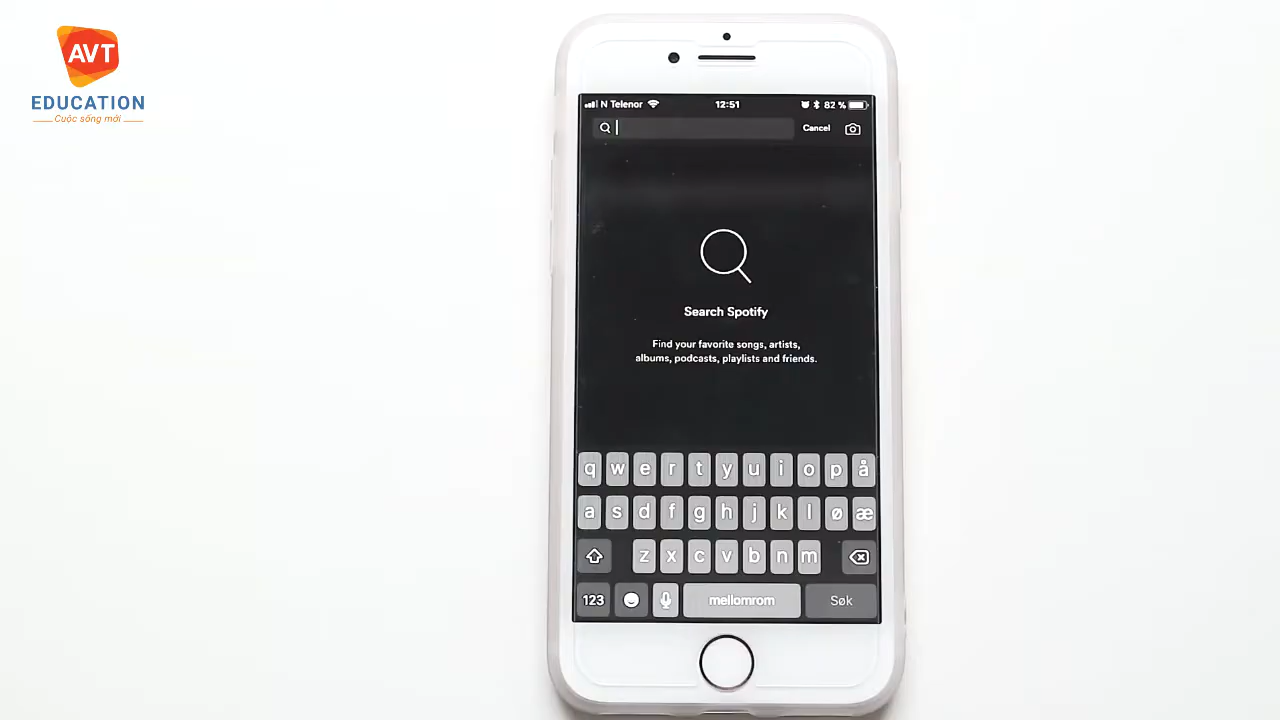 AVT
EDUCATION
Cuộc sống mới
N Telenor 12:51 82 %
Cancel
Search Spotify
Find your favorite songs, artists,
albums, podcasts, playlists and friends.
q w e r t y u i o p å
a s d f g h j k l ø æ
z x c v b n m
123 mellomrom Søk